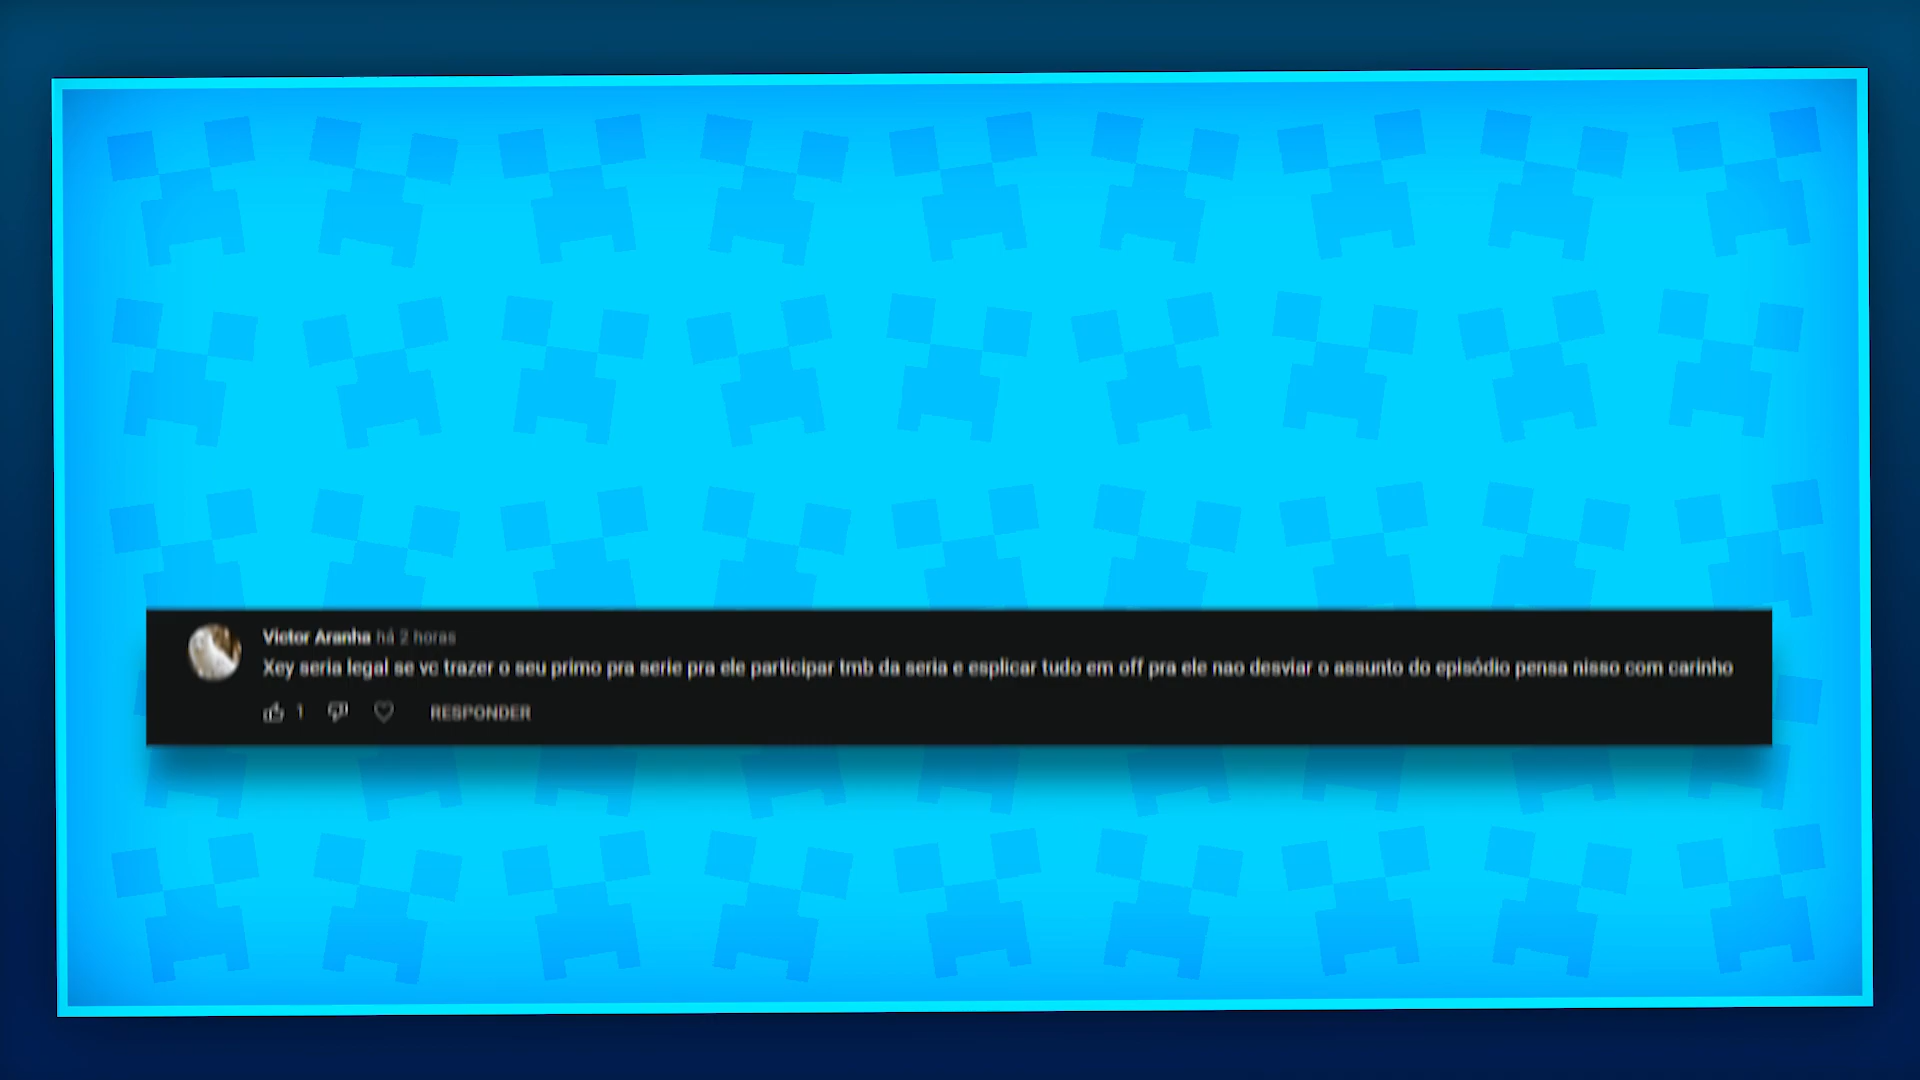 Victor Aranha há 2 horas
Xey seria legal se vc trazer o seu primo pra serie pra ele participar tmb da seria e esplicar tudo em off pra ele nao desviar o assunto do episódio pensa nisso com carinho
1 RESPONDER